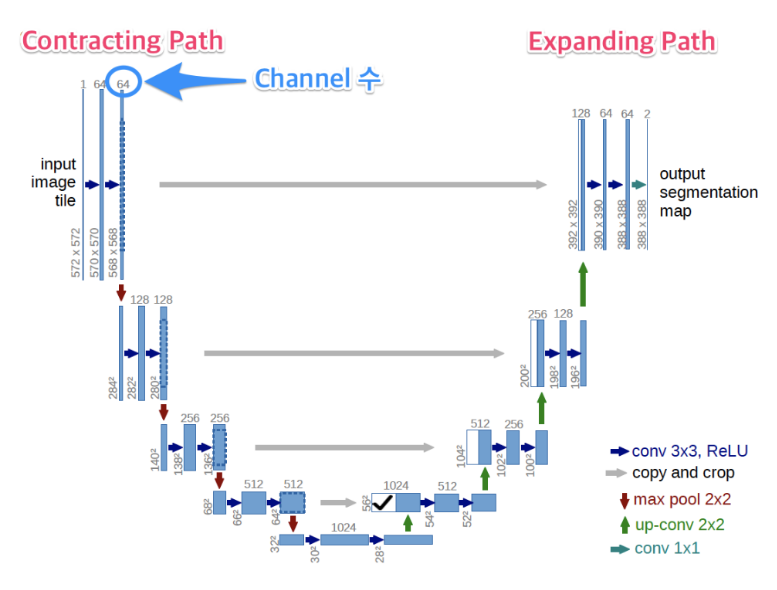 Contracting Path
Expanding Path
Channel 수
1 64 64
input
image
tile
572 x 572
570 x 570
568 x 568
128 64 64 2
output
segmentation
map
392 x 392
390 x 390
388 x 388
388 x 388
128 128
284²
282²
280²
256 128
200²
198²
196²
256 256
140²
138²
136²
512 256
104²
102²
100²
512 512
68²
66²
64²
1024 512
56²
54²
52²
1024
32²
30²
28²
conv 3x3, ReLU
copy and crop
max pool 2x2
up-conv 2x2
conv 1x1